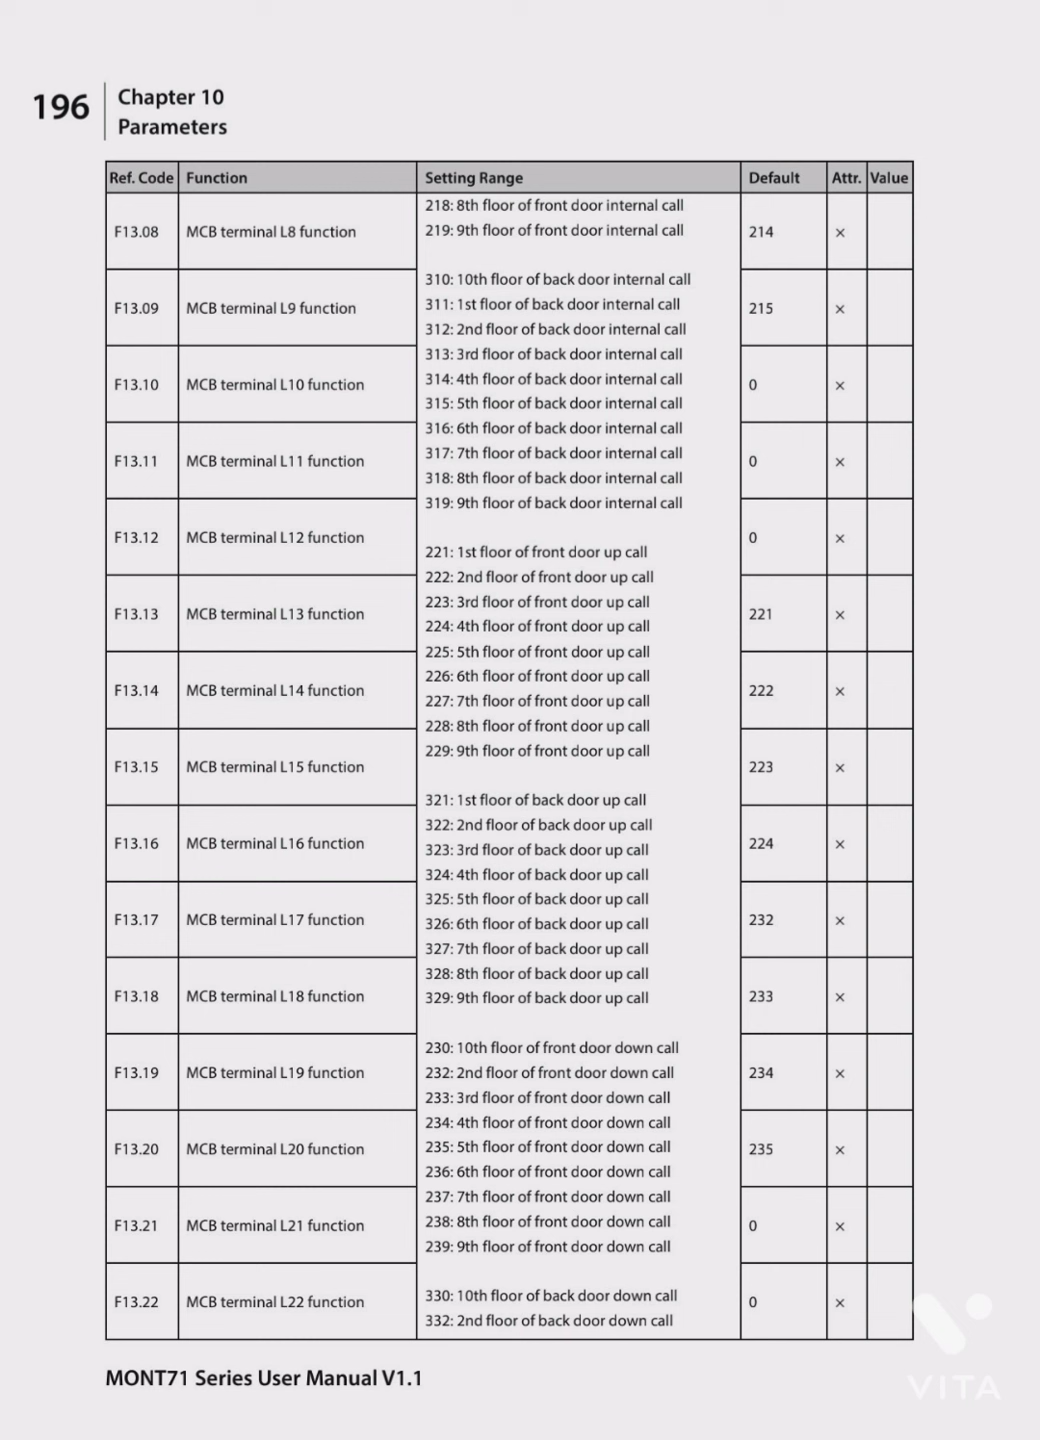 196
Chapter 10
Parameters
Ref. Code Function Setting Range Default Attr. Value
F13.08 MCB terminal L8 function 214 ×
218: 8th floor of front door internal call
219: 9th floor of front door internal call
310: 10th floor of back door internal call
F13.09 MCB terminal L9 function 311: 1st floor of back door internal call 215 ×
312: 2nd floor of back door internal call
313: 3rd floor of back door internal call
F13.10 MCB terminal L10 function 314: 4th floor of back door internal call 0 ×
315: 5th floor of back door internal call
316: 6th floor of back door internal call
F13.11 MCB terminal L11 function 317: 7th floor of back door internal call 0 ×
318: 8th floor of back door internal call
319: 9th floor of back door internal call
F13.12 MCB terminal L12 function 0 ×
221: 1st floor of front door up call
222: 2nd floor of front door up call
223: 3rd floor of front door up call
F13.13 MCB terminal L13 function 221 ×
224: 4th floor of front door up call
225: 5th floor of front door up call
226: 6th floor of front door up call
F13.14 MCB terminal L14 function 222 ×
227: 7th floor of front door up call
228: 8th floor of front door up call
229: 9th floor of front door up call
F13.15 MCB terminal L15 function 223 ×
321: 1st floor of back door up call
322: 2nd floor of back door up call
F13.16 MCB terminal L16 function 323: 3rd floor of back door up call 224 ×
324: 4th floor of back door up call
325: 5th floor of back door up call
F13.17 MCB terminal L17 function 326: 6th floor of back door up call 232 ×
327: 7th floor of back door up call
328: 8th floor of back door up call
F13.18 MCB terminal L18 function 329: 9th floor of back door up call 233 ×
230: 10th floor of front door down call
F13.19 MCB terminal L19 function 232: 2nd floor of front door down call 234 ×
233: 3rd floor of front door down call
234: 4th floor of front door down call
F13.20 MCB terminal L20 function 235: 5th floor of front door down call 235 ×
236: 6th floor of front door down call
237: 7th floor of front door down call
F13.21 MCB terminal L21 function 238: 8th floor of front door down call 0 ×
239: 9th floor of front door down call
F13.22 MCB terminal L22 function 330: 10th floor of back door down call 0 ×
332: 2nd floor of back door down call
MONT71 Series User Manual V1.1
VITA